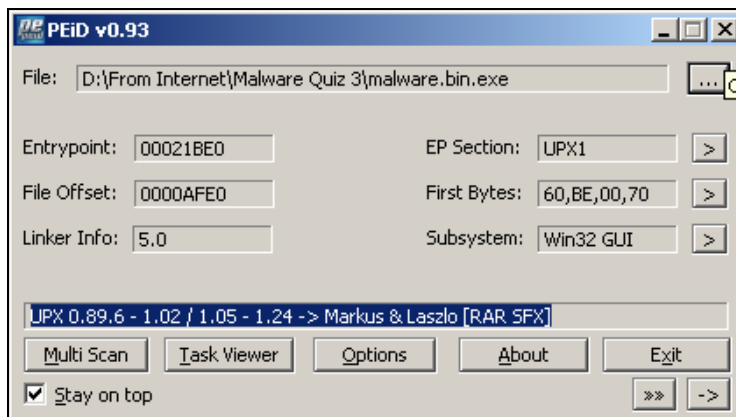 PEiD v0.93
File: D:\From Internet\Malware Quiz 3\malware.bin.exe ...
Entrypoint: 00021BE0 EP Section: UPX1 >
File Offset: 0000AFE0 First Bytes: 60,BE,00,70 >
Linker Info: 5.0 Subsystem: Win32 GUI >
UPX 0.89.6 - 1.02 / 1.05 - 1.24 -> Markus & Laszlo [RAR SFX]
Multi Scan Task Viewer Options About Exit
Stay on top »» ->